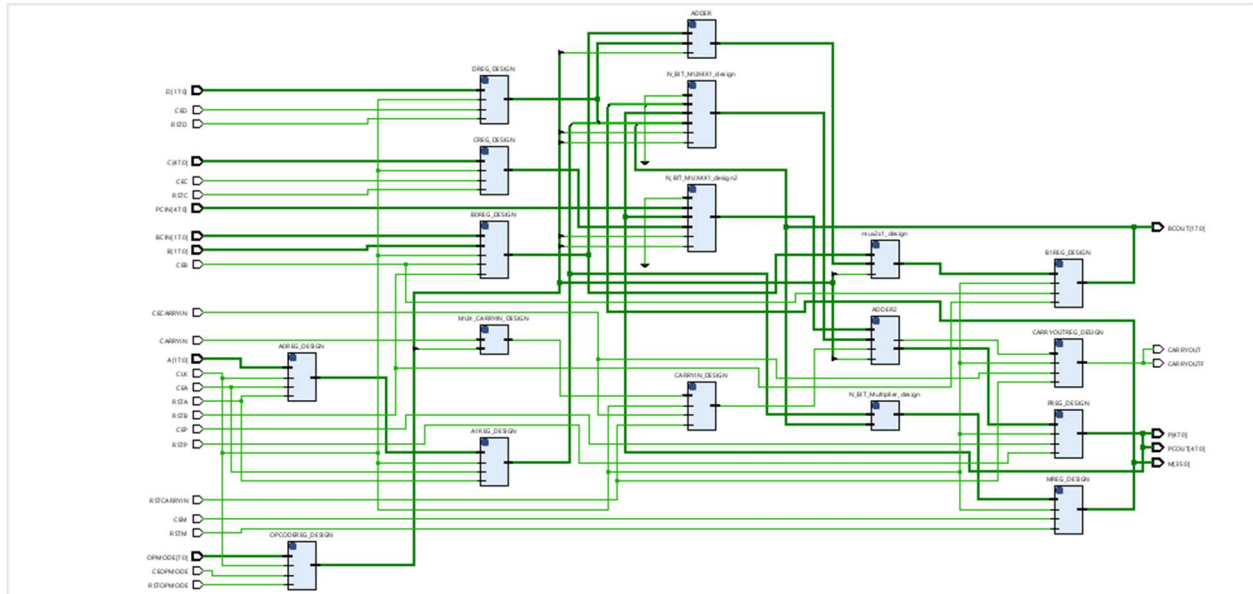 ADDER
DREG_DESIGN
N_BIT_MUX4X1_design
D[17:0]
CED
RSTD
CREG_DESIGN
C[47:0]
CEC
RSTC
N_BIT_MUX4X1_design2
PCIN[47:0]
B0REG_DESIGN
BCIN[17:0]
B[17:0]
CEB
BCOUT[17:0]
mux2x1_design
B1REG_DESIGN
CECARRYIN
MUX_CARRYIN_DESIGN
ADDER2
CARRYOUTREG_DESIGN
CARRYIN
CARRYOUT
CARRYOUTF
A0REG_DESIGN
A[17:0]
CLK
CEA
RSTA
RSTB
CEP
RSTP
CARRYIN_DESIGN
N_BIT_Multiplier_design
PREG_DESIGN
P[47:0]
PCOUT[47:0]
M[35:0]
A1REG_DESIGN
MREG_DESIGN
RSTCARRYIN
CEM
RSTM
OPCODEREG_DESIGN
OPMODE[7:0]
CEOPMODE
RSTOPMODE